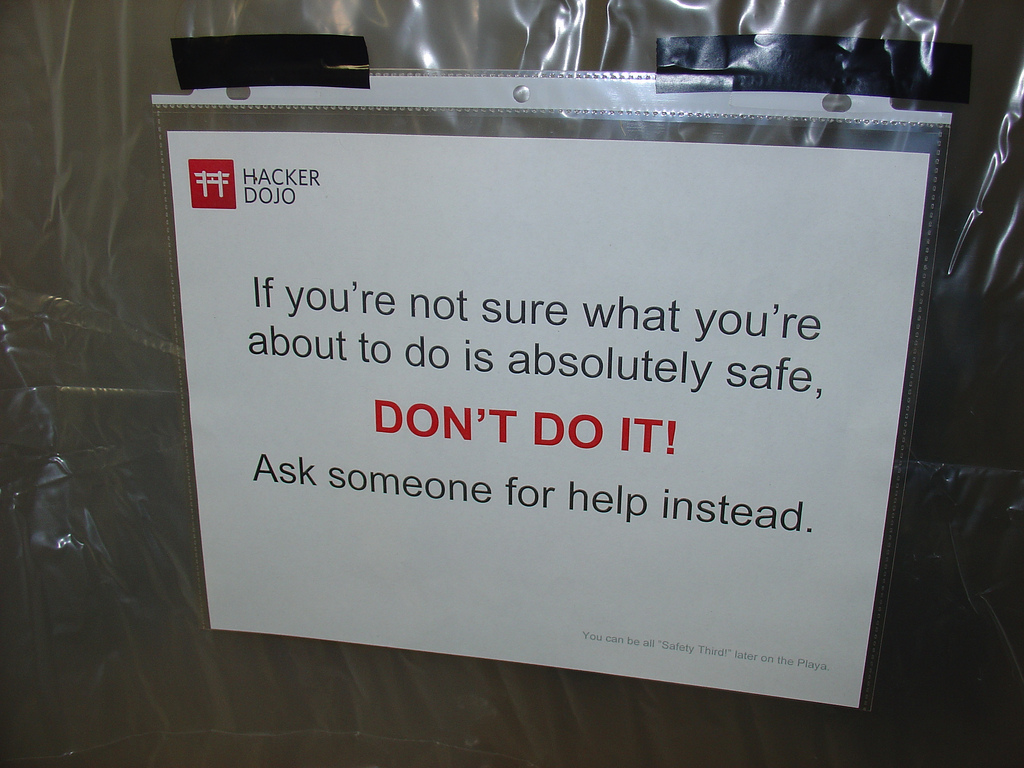 HACKER
DOJO
If you're not sure what you're
about to do is absolutely safe,
DON'T DO IT!
Ask someone for help instead.
You can be all "Safety Third!" later on the Playa.